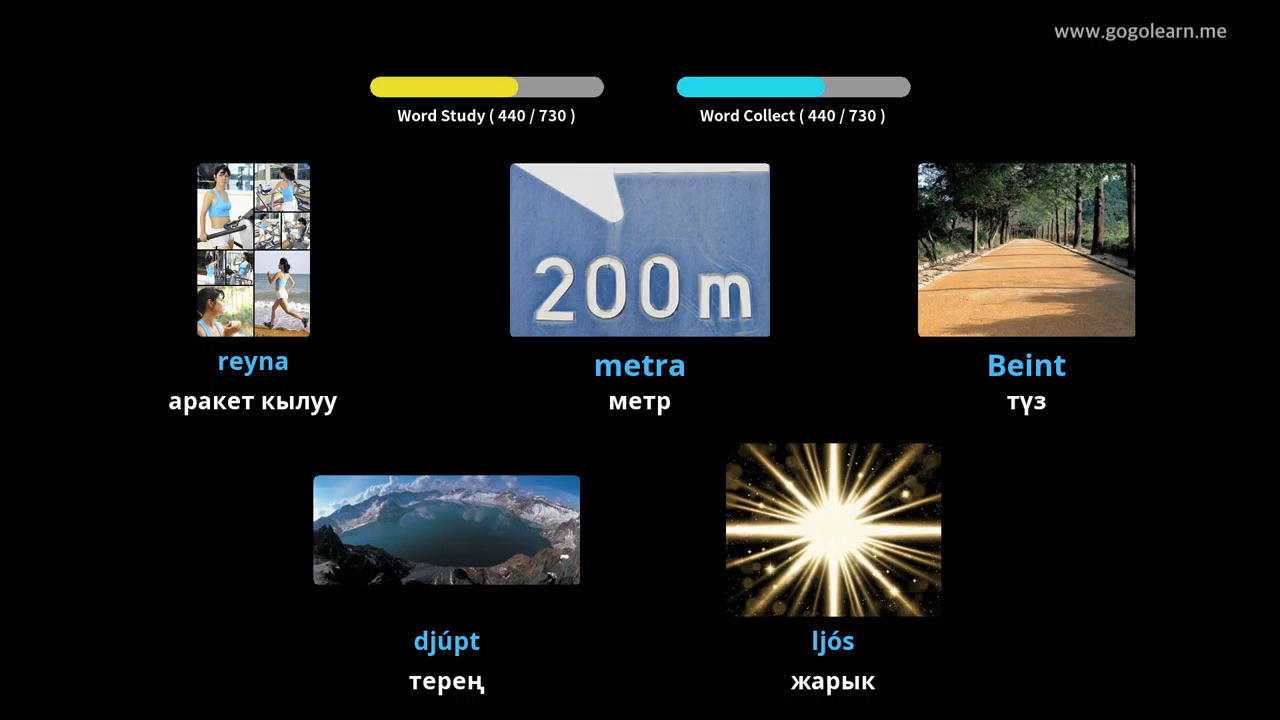 www.gogolearn.me
Word Study ( 440 / 730 )
Word Collect ( 440 / 730 )
200 m
reyna
аракет кылуу
metra
метр
Beint
түз
djúpt
терең
ljós
жарык